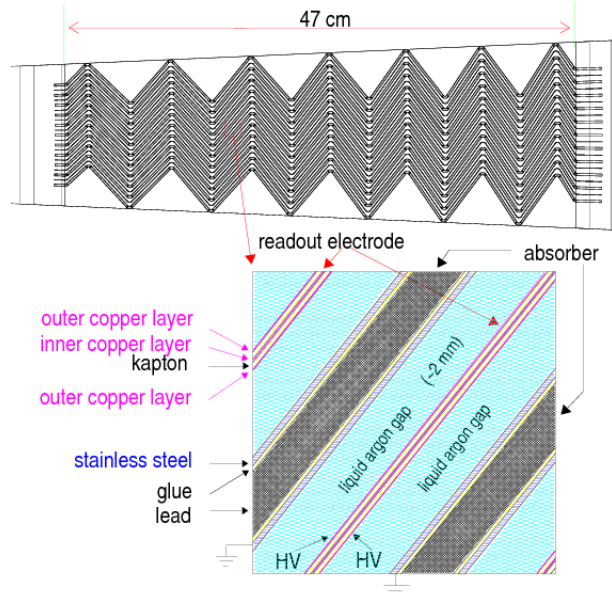 47 cm
readout electrode
absorber
outer copper layer
inner copper layer
kapton
outer copper layer
stainless steel
glue
lead
liquid argon gap
(~2 mm)
liquid argon gap
HV
HV